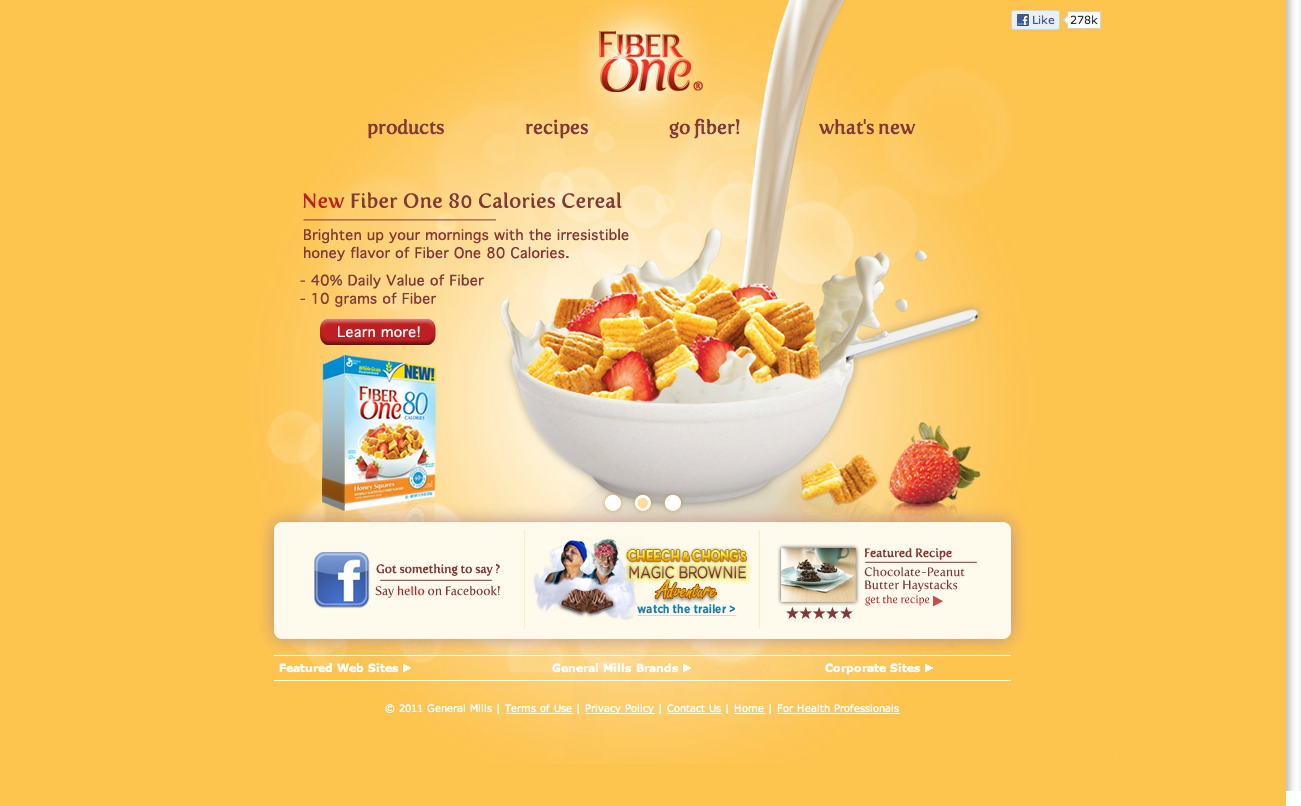 Like 278k
FIBER
One®
products recipes go fiber! what's new
New Fiber One 80 Calories Cereal
Brighten up your mornings with the irresistible
honey flavor of Fiber One 80 Calories.
- 40% Daily Value of Fiber
- 10 grams of Fiber
Learn more!
Whole Grain
NEW!
FIBER
One 80
CALORIES
Honey Squares
Got something to say ?
Say hello on Facebook!
CHEECH & CHONG'S
MAGIC BROWNIE
Adventure
watch the trailer >
Featured Recipe
Chocolate-Peanut
Butter Haystacks
get the recipe
Featured Web Sites General Mills Brands Corporate Sites
© 2011 General Mills | Terms of Use | Privacy Policy | Contact Us | Home | For Health Professionals